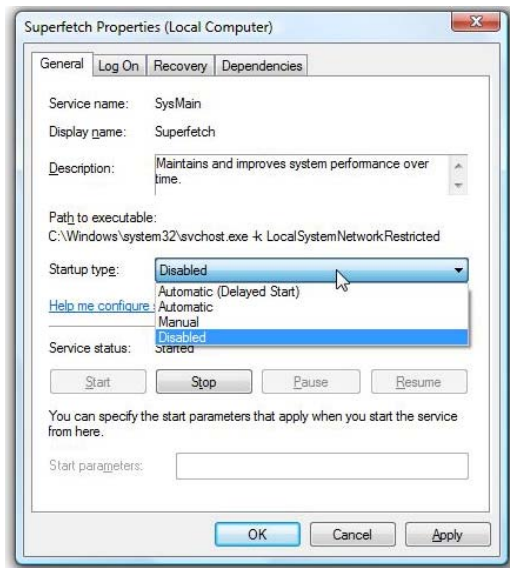 Superfetch Properties (Local Computer)
General Log On Recovery Dependencies
Service name: SysMain
Display name: Superfetch
Description: Maintains and improves system performance over
time.
Path to executable:
C:\Windows\system32\svchost.exe -k LocalSystemNetworkRestricted
Startup type: Disabled
Automatic (Delayed Start)
Help me configure
Automatic
Manual
Disabled
Service status: Started
Start Stop Pause Resume
You can specify the start parameters that apply when you start the service
from here.
Start parameters:
OK Cancel Apply